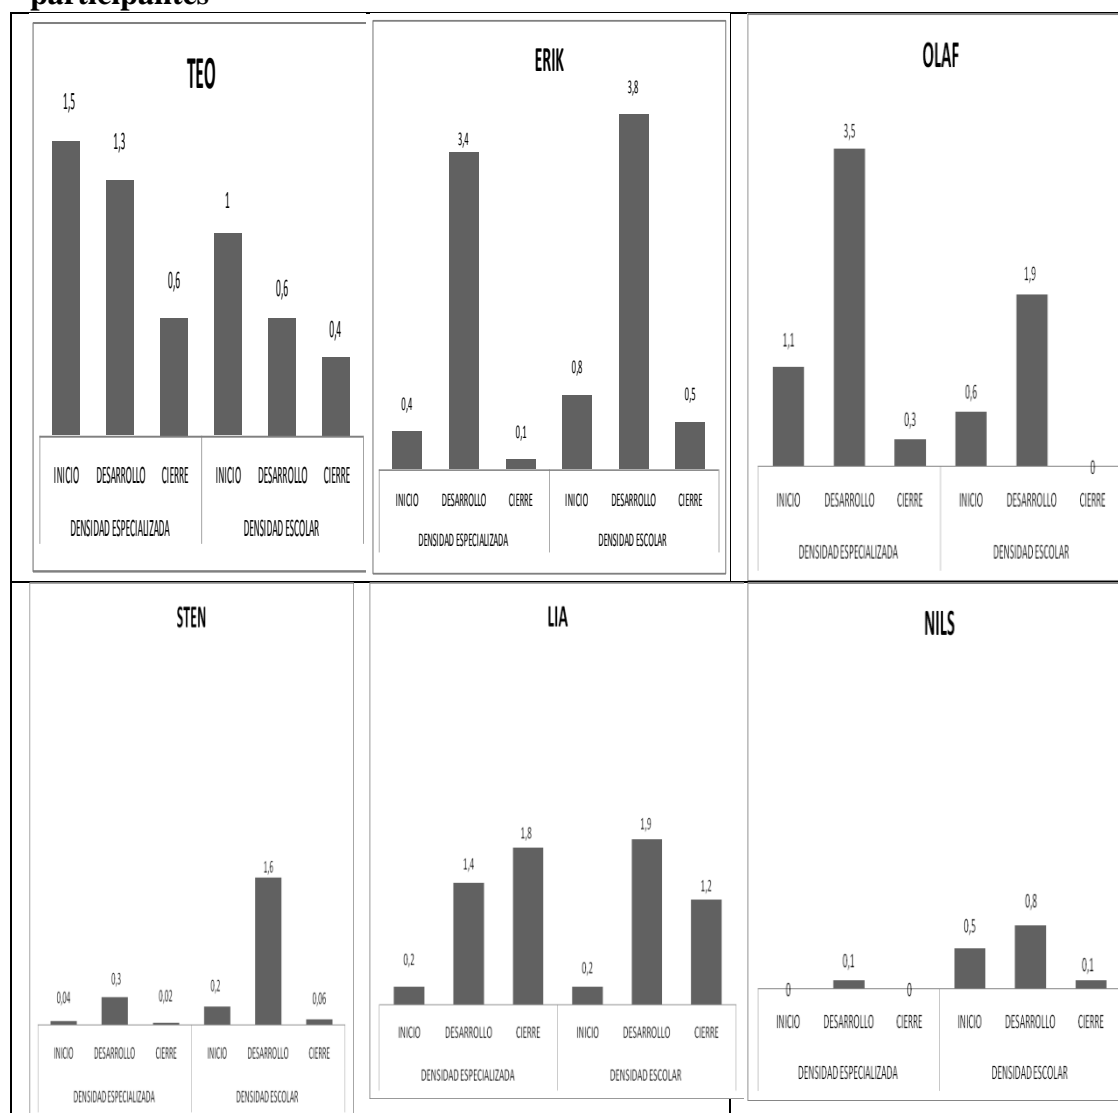 participantes
TEO
1,5
1,3
0,6
1
0,6
0,4
INICIO DESARROLLO CIERRE INICIO DESARROLLO CIERRE
DENSIDAD ESPECIALIZADA DENSIDAD ESCOLAR
ERIK
0,4
3,4
0,1
0,8
3,8
0,5
INICIO DESARROLLO CIERRE INICIO DESARROLLO CIERRE
DENSIDAD ESPECIALIZADA DENSIDAD ESCOLAR
OLAF
1,1
3,5
0,3
0,6
1,9
0
INICIO DESARROLLO CIERRE INICIO DESARROLLO CIERRE
DENSIDAD ESPECIALIZADA DENSIDAD ESCOLAR
STEN
0,04
0,3
0,02
0,2
1,6
0,06
INICIO DESARROLLO CIERRE INICIO DESARROLLO CIERRE
DENSIDAD ESPECIALIZADA DENSIDAD ESCOLAR
LIA
0,2
1,4
1,8
0,2
1,9
1,2
INICIO DESARROLLO CIERRE INICIO DESARROLLO CIERRE
DENSIDAD ESPECIALIZADA DENSIDAD ESCOLAR
NILS
0
0,1
0
0,5
0,8
0,1
INICIO DESARROLLO CIERRE INICIO DESARROLLO CIERRE
DENSIDAD ESPECIALIZADA DENSIDAD ESCOLAR